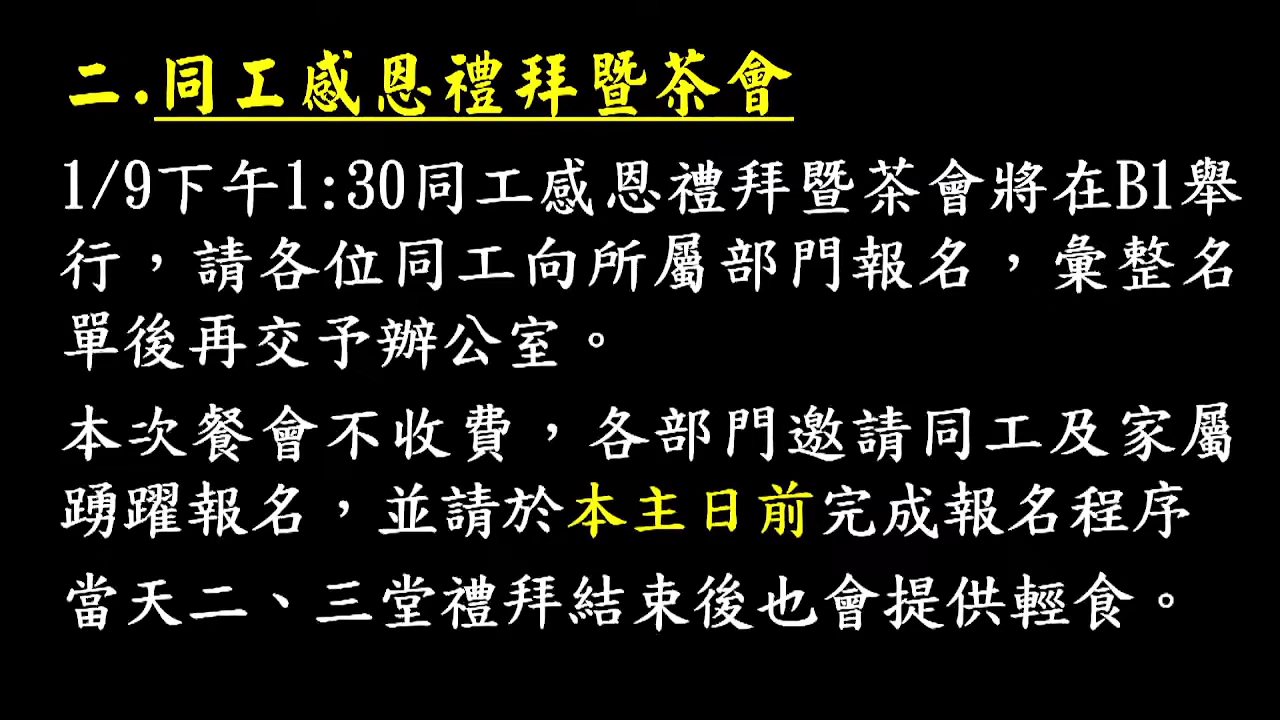 二.同工感恩禮拜暨茶會
1/9下午1:30同工感恩禮拜暨茶會將在B1舉
行，請各位同工向所屬部門報名，彙整名
單後再交予辦公室。
本次餐會不收費，各部門邀請同工及家屬
踴躍報名，並請於本主日前完成報名程序
當天二、三堂禮拜結束後也會提供輕食。